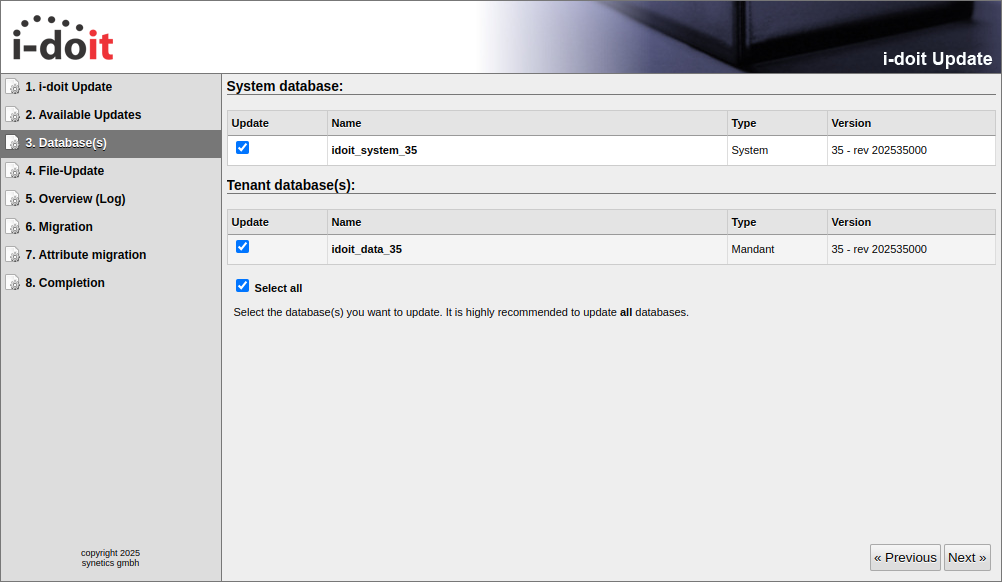 i-doit
i-doit Update
1. i-doit Update
2. Available Updates
3. Database(s)
4. File-Update
5. Overview (Log)
6. Migration
7. Attribute migration
8. Completion
copyright 2025
synetics gmbh
System database:
Update Name Type Version
idoit_system_35 System 35 - rev 202535000
Tenant database(s):
Update Name Type Version
idoit_data_35 Mandant 35 - rev 202535000
Select all
Select the database(s) you want to update. It is highly recommended to update all databases.
« Previous Next »